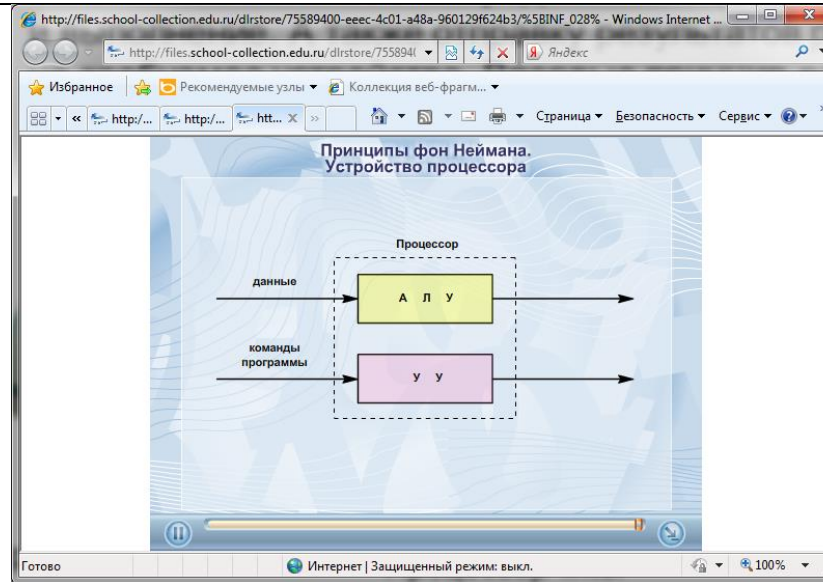 http://files.school-collection.edu.ru/dlrstore/75589400-eeec-4c01-a48a-960129f624b3/%5BINF_028% - Windows Internet ...
http://files.school-collection.edu.ru/dlrstore/7558940
Яндекс
Избранное
Рекомендуемые узлы
Коллекция веб-фрагм...
http:/...
http:/...
htt...
Страница
Безопасность
Сервис
Принципы фон Неймана.
Устройство процессора
Процессор
данные
А Л У
команды
программы
У У
Готово
Интернет | Защищенный режим: выкл.
100%